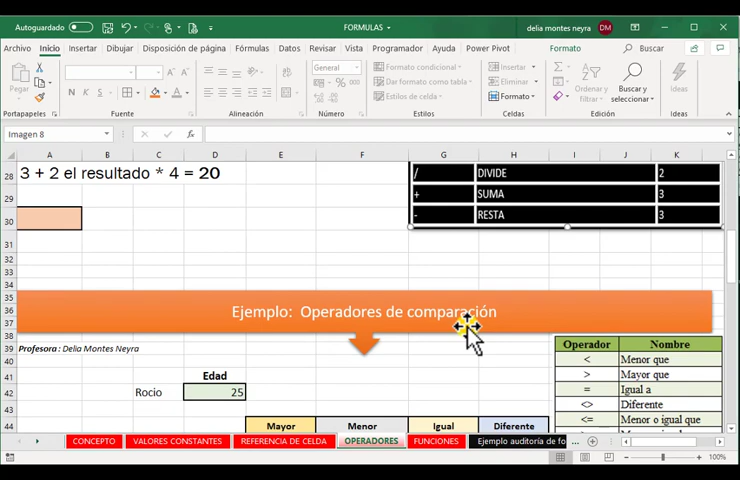 Autoguardado
FORMULAS
delia montes neyra
DM
Archivo Inicio Insertar Dibujar Disposición de página Fórmulas Datos Revisar Vista Programador Ayuda Power Pivot Formato Buscar
Pegar
N K S
General
Formato condicional
Dar formato como tabla
Estilos de celda
Insertar
Eliminar
Formato
Ordenar y filtrar
Buscar y seleccionar
Ideas
Portapapeles Fuente Alineación Número Estilos Celdas Edición Ideas
Imagen 8
fx
A B C D E F G H I J K
28 3 + 2 el resultado * 4 = 20 / DIVIDE 2
29 + SUMA 3
30 - RESTA 3
31
32
33
34
35
36 Ejemplo: Operadores de comparación
37
38 Operador Nombre
39 Profesora : Delia Montes Neyra
< Menor que
40
> Mayor que
41 Edad
= Igual a
42 Rocio 25
<> Diferente
43
<= Menor o igual que
44 Mayor Menor Igual Diferente
CONCEPTO VALORES CONSTANTES REFERENCIA DE CELDA OPERADORES FUNCIONES Ejemplo auditoría de fo ...
100%